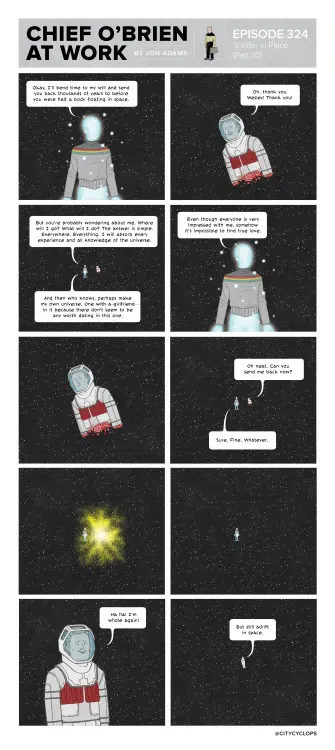 CHIEF O'BRIEN
AT WORK
BY JON ADAMS
EPISODE 324
Shelter in Place
(Part 10)
Okay, I'll bend time to my will and send
you back thousands of years to before
you were half a body floating in space.
Oh, thank you
Wesley! Thank you!
But you're probably wondering about me. Where
will I go? What will I do? The answer is simple.
Everywhere. Everything. I will absorb every
experience and all knowledge of the universe.
And then who knows, perhaps make
my own universe. One with a girlfriend
in it because there don't seem to be
any worth dating in this one.
Even though everyone is very
impressed with me, somehow
it's impossible to find true love.
Oh neat. Can you
send me back now?
Sure. Fine. Whatever.
Ha ha! I'm
whole again!
But still adrift
in space.
@CITYCYCLOPS